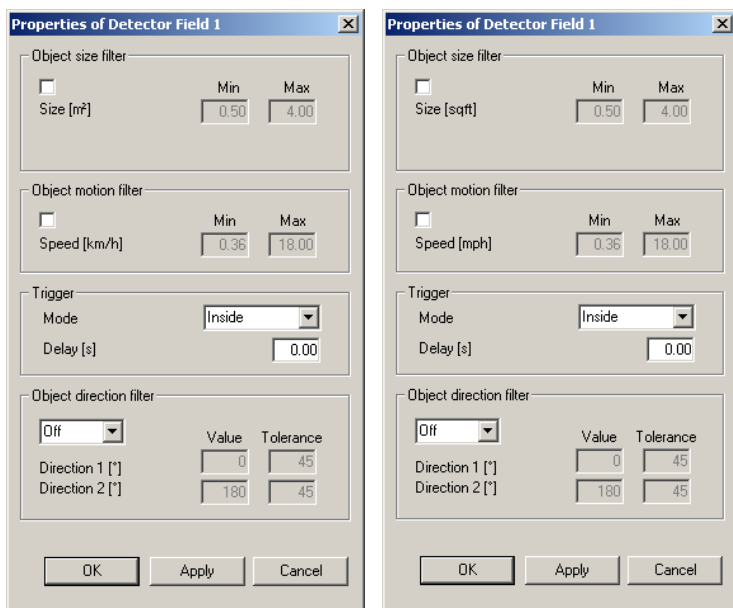 Properties of Detector Field 1
Object size filter
Min Max
Size [m²] 0.50 4.00
Object motion filter
Min Max
Speed [km/h] 0.36 18.00
Trigger
Mode Inside
Delay [s] 0.00
Object direction filter
Off
Value Tolerance
Direction 1 [°] 0 45
Direction 2 [°] 180 45
OK Apply Cancel
Properties of Detector Field 1
Object size filter
Min Max
Size [sqft] 0.50 4.00
Object motion filter
Min Max
Speed [mph] 0.36 18.00
Trigger
Mode Inside
Delay [s] 0.00
Object direction filter
Off
Value Tolerance
Direction 1 [°] 0 45
Direction 2 [°] 180 45
OK Apply Cancel